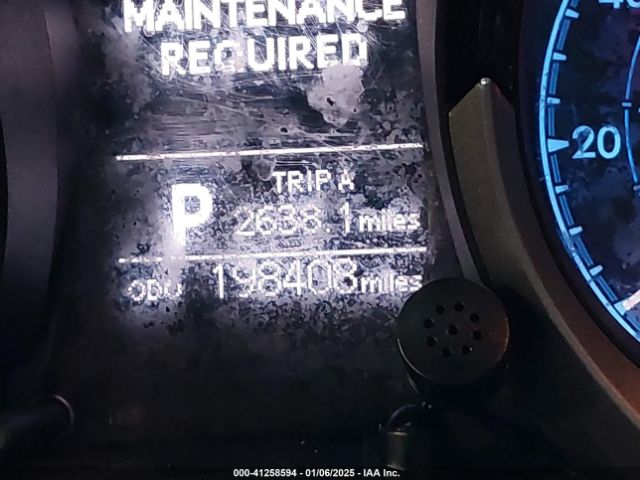 MAINTENANCE
REQUIRED
TRIP A
P
2638.1 miles
ODO 198408 miles
20
000-41258594 - 01/06/2025 - IAA Inc.